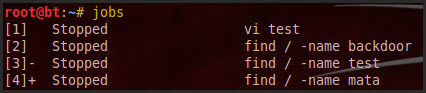 root@bt:~# jobs
[1]   Stopped                 vi test
[2]   Stopped                 find / -name backdoor
[3]-  Stopped                 find / -name test
[4]+  Stopped                 find / -name mata